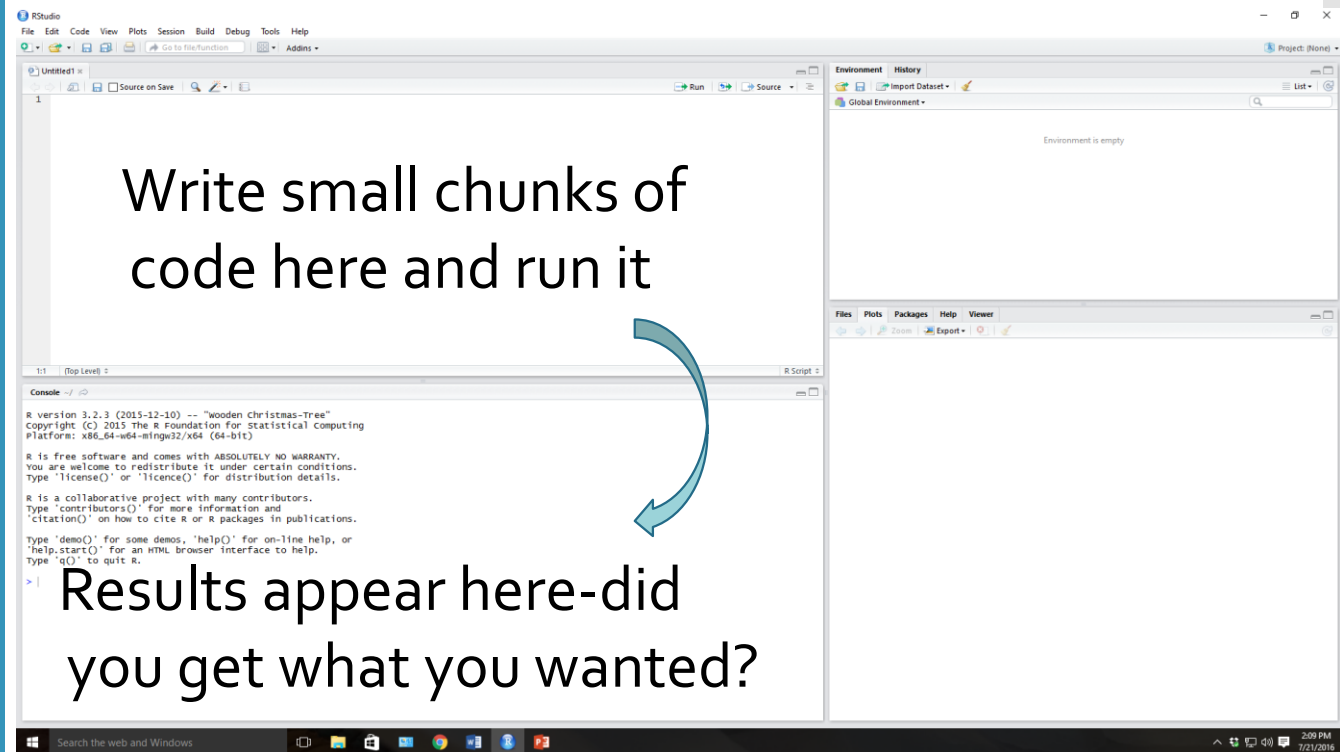 RStudio
File Edit Code View Plots Session Build Debug Tools Help
Go to file/function Addins
Project: (None)
Untitled1
Source on Save Run Source
1
Write small chunks of
code here and run it
1:1 (Top Level) R Script
Console ~/
R version 3.2.3 (2015-12-10) -- "Wooden Christmas-Tree"
Copyright (C) 2015 The R Foundation for Statistical Computing
Platform: x86_64-w64-mingw32/x64 (64-bit)
R is free software and comes with ABSOLUTELY NO WARRANTY.
You are welcome to redistribute it under certain conditions.
Type 'license()' or 'licence()' for distribution details.
R is a collaborative project with many contributors.
Type 'contributors()' for more information and
'citation()' on how to cite R or R packages in publications.
Type 'demo()' for some demos, 'help()' for on-line help, or
'help.start()' for an HTML browser interface to help.
Type 'q()' to quit R.
>
Results appear here-did
you get what you wanted?
Environment History
Import Dataset List
Global Environment
Environment is empty
Files Plots Packages Help Viewer
Zoom Export
Search the web and Windows
2:09 PM
7/21/2016